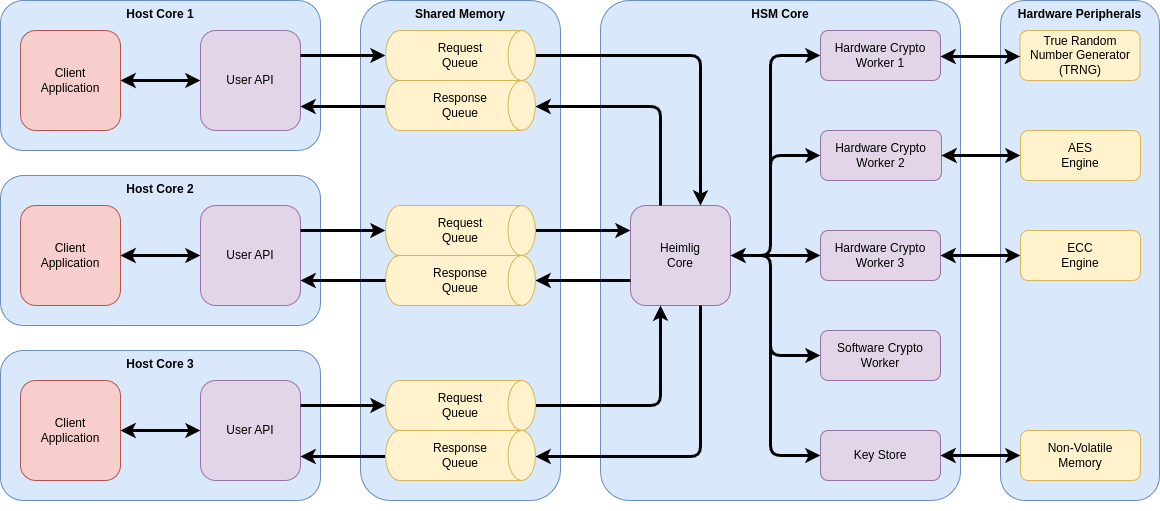 Host Core 1
Client
Application
User API
Host Core 2
Client
Application
User API
Host Core 3
Client
Application
User API
Shared Memory
Request
Queue
Response
Queue
Request
Queue
Response
Queue
Request
Queue
Response
Queue
HSM Core
Heimlig
Core
Hardware Crypto
Worker 1
Hardware Crypto
Worker 2
Hardware Crypto
Worker 3
Software Crypto
Worker
Key Store
Hardware Peripherals
True Random
Number Generator
(TRNG)
AES
Engine
ECC
Engine
Non-Volatile
Memory